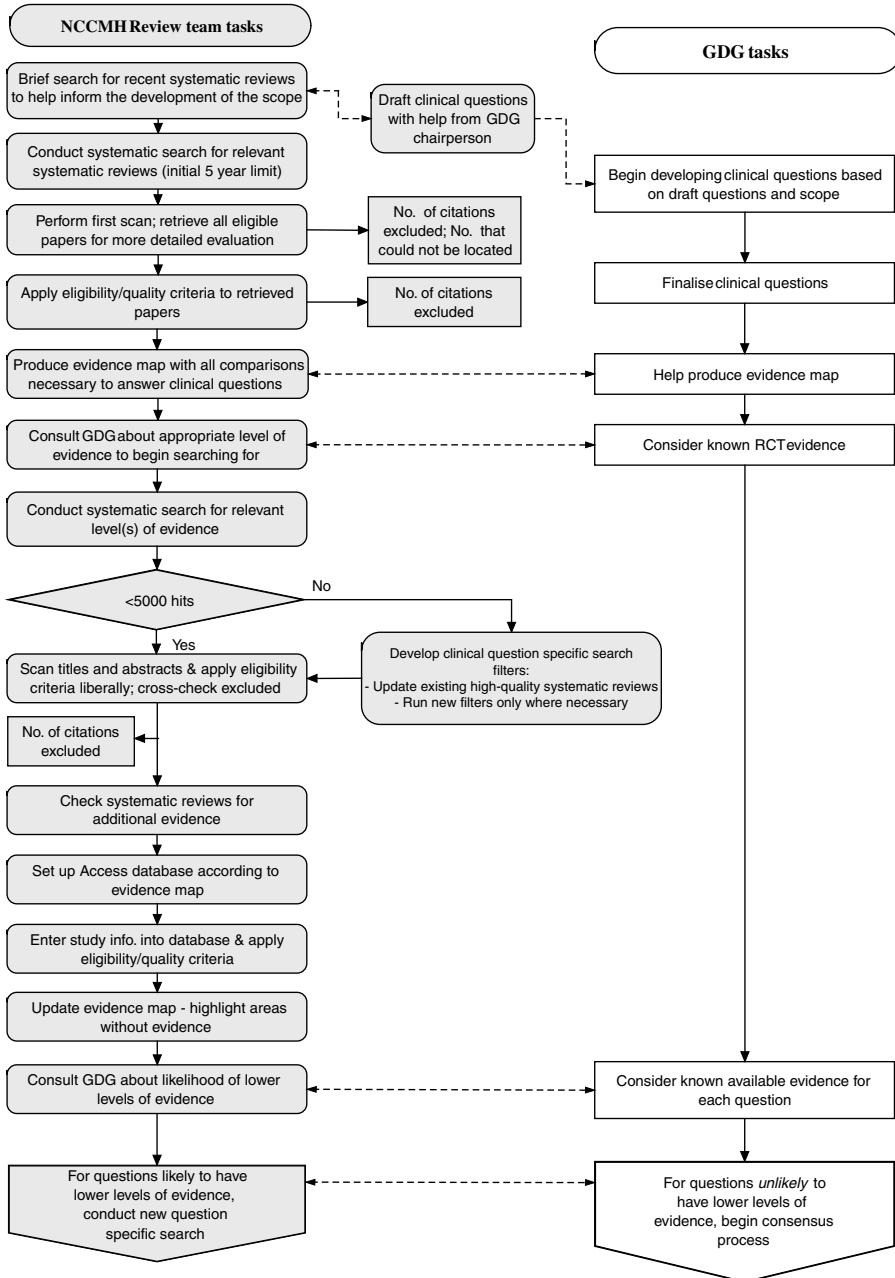 NCCMH Review team tasks
GDG tasks
Brief search for recent systematic reviews
to help inform the development of the scope
Draft clinical questions
with help from GDG
chairperson
Conduct systematic search for relevant
systematic reviews (initial 5 year limit)
Begin developing clinical questions based
on draft questions and scope
Perform first scan; retrieve all eligible
papers for more detailed evaluation
No. of citations
excluded; No. that
could not be located
Apply eligibility/quality criteria to retrieved
papers
No. of citations
excluded
Finalise clinical questions
Produce evidence map with all comparisons
necessary to answer clinical questions
Help produce evidence map
Consult GDG about appropriate level of
evidence to begin searching for
Consider known RCT evidence
Conduct systematic search for relevant
level(s) of evidence
<5000 hits
No
Yes
Develop clinical question specific search
filters:
- Update existing high-quality systematic reviews
- Run new filters only where necessary
Scan titles and abstracts & apply eligibility
criteria liberally; cross-check excluded
No. of citations
excluded
Check systematic reviews for
additional evidence
Set up Access database according to
evidence map
Enter study info. into database & apply
eligibility/quality criteria
Update evidence map - highlight areas
without evidence
Consult GDG about likelihood of lower
levels of evidence
Consider known available evidence for
each question
For questions likely to have
lower levels of evidence,
conduct new question
specific search
For questions unlikely to
have lower levels of
evidence, begin consensus
process